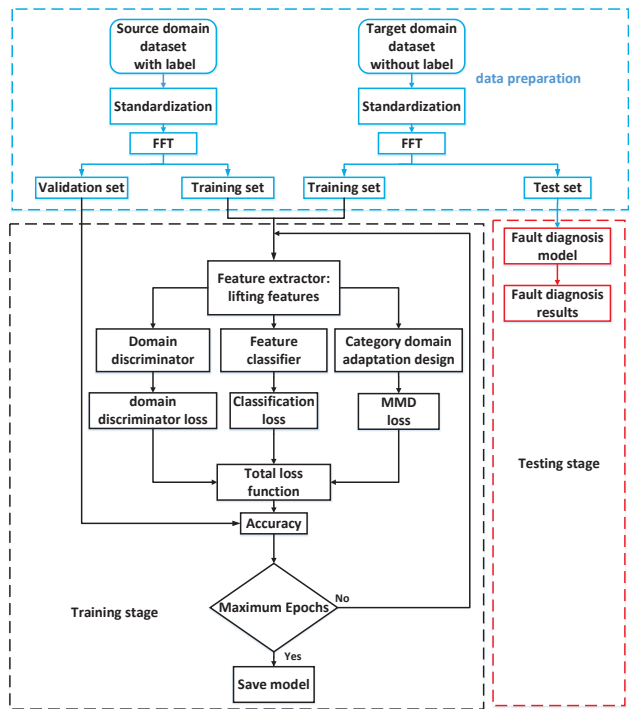 Source domain
dataset
with label
Target domain
dataset
without label
data preparation
Standardization
Standardization
FFT
FFT
Validation set
Training set
Training set
Test set
Fault diagnosis
model
Fault diagnosis
results
Feature extractor:
lifting features
Domain
discriminator
Feature
classifier
Category domain
adaptation design
domain
discriminator loss
Classification
loss
MMD
loss
Total loss
function
Testing stage
Accuracy
Maximum Epochs
No
Training stage
Yes
Save model